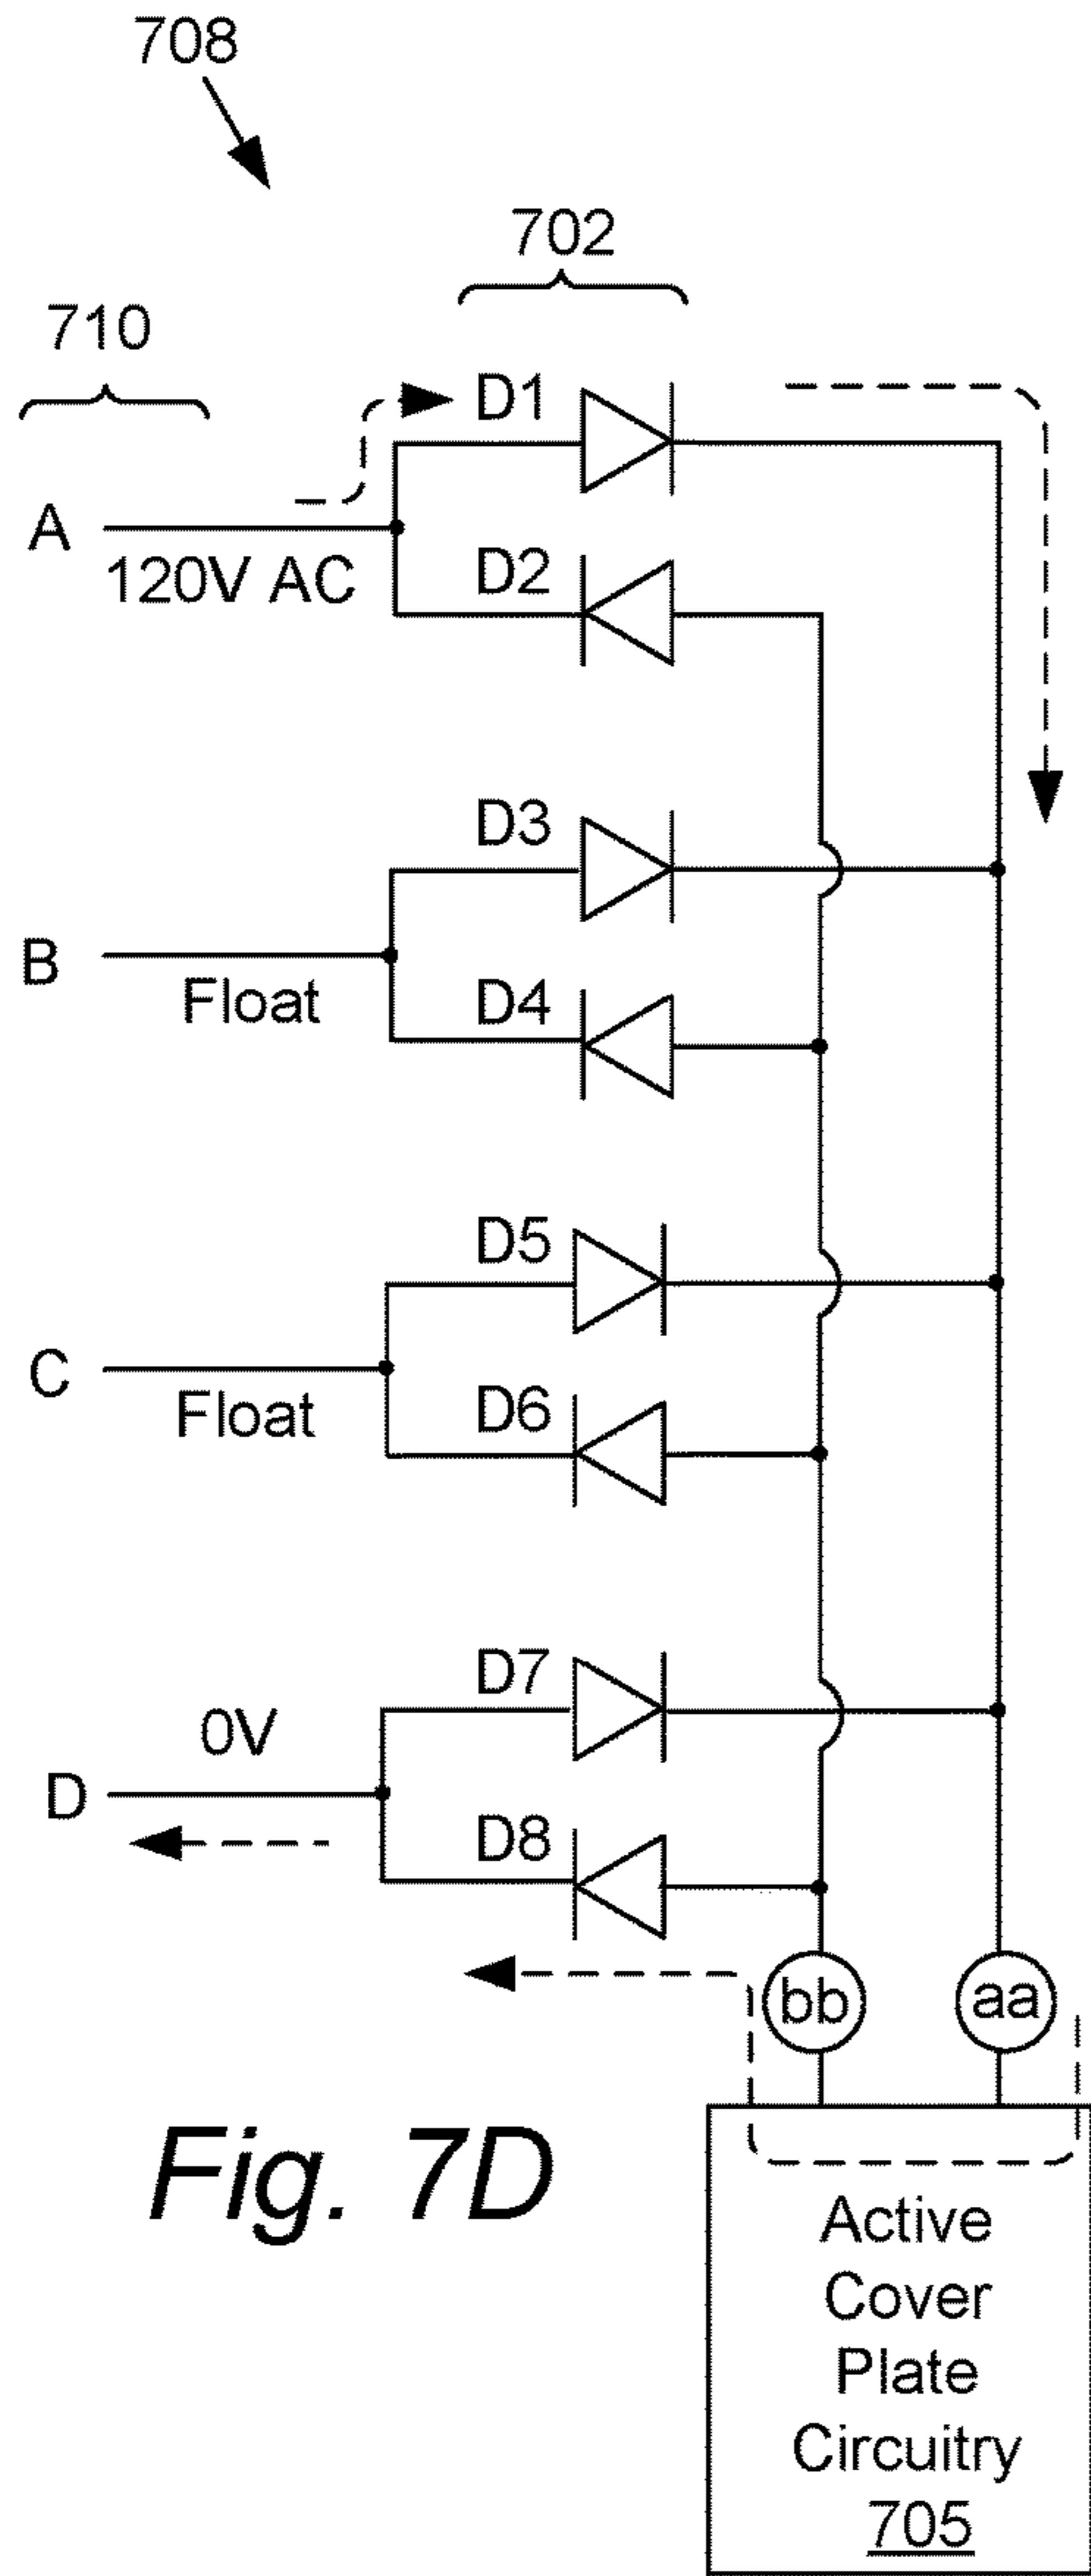 708
702
710
D1
A
120V AC
D2
D3
B
Float
D4
D5
C
Float
D6
D7
0V
D
D8
bb
aa
Fig. 7D
Active
Cover
Plate
Circuitry
705